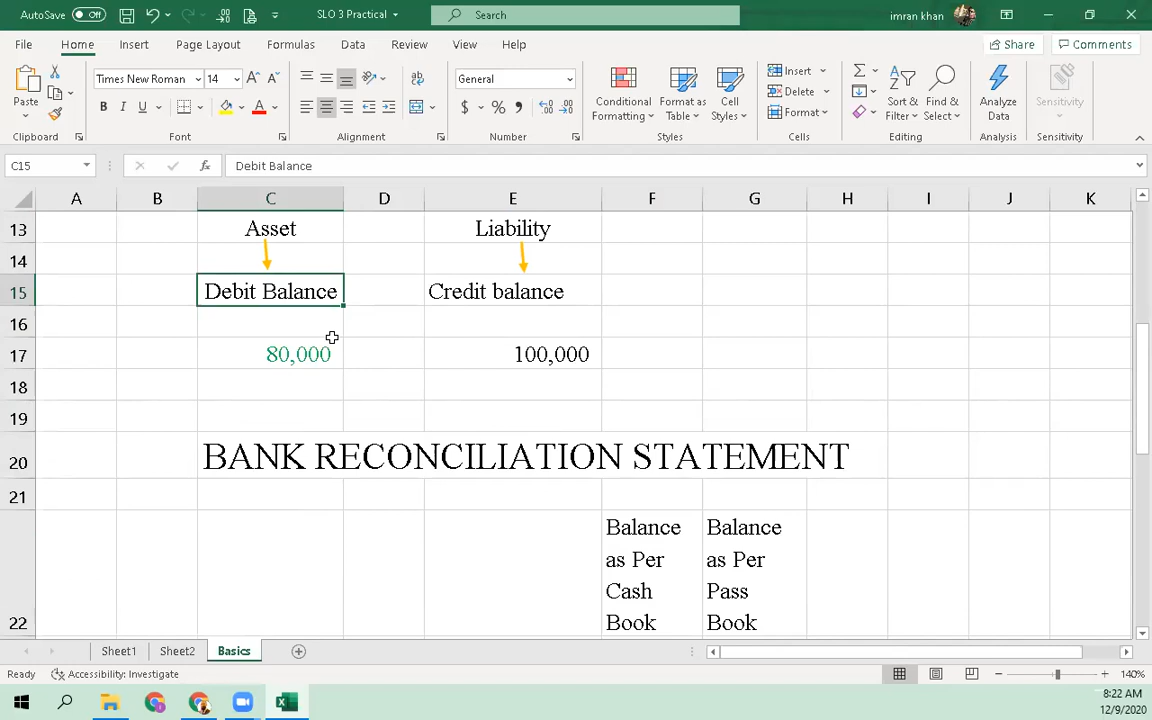 AutoSave Off SLO 3 Practical Search imran khan
File Home Insert Page Layout Formulas Data Review View Help Share Comments
Paste Times New Roman 14 General Conditional Formatting Format as Table Cell Styles Insert Delete Format Sort & Filter Find & Select Analyze Data Sensitivity
Clipboard Font Alignment Number Styles Cells Editing Analysis Sensitivity
C15 fx Debit Balance
A B C D E F G H I J K
13 Asset Liability
14
15 Debit Balance Credit balance
16
17 80,000 100,000
18
19
20 BANK RECONCILIATION STATEMENT
21
22 Balance as Per Cash Book Balance as Per Pass Book
Sheet1 Sheet2 Basics
Ready Accessibility: Investigate 140%
8:22 AM
12/9/2020